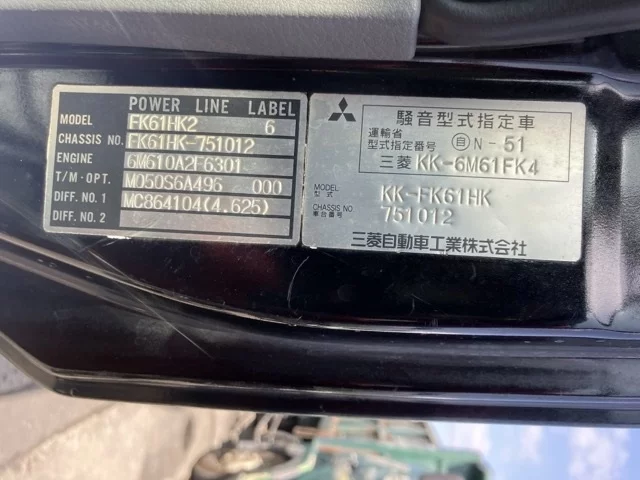 POWER LINE LABEL
MODEL FK61HK2 6
CHASSIS NO. FK61HK-751012
ENGINE 6M610A2F6301
T/M・OPT. M050S6A496 000
DIFF. NO. 1 MC864104(4.625)
DIFF. NO. 2
騒音型式指定車
運輸省
型式指定番号 自 N - 51
三菱 KK-6M61FK4
MODEL
型式 KK-FK61HK
CHASSIS NO
車台番号 751012
三菱自動車工業株式会社